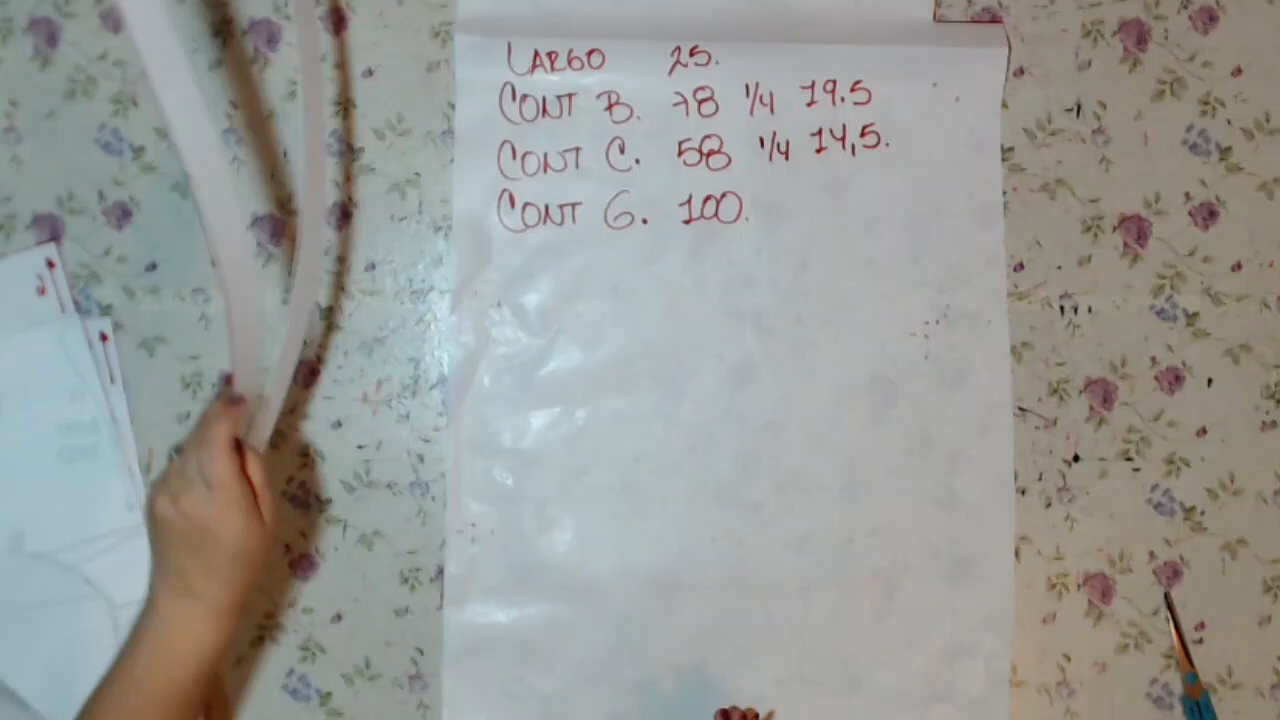 LARGO 25.
CONT B. 78 1/4 19.5
CONT C. 58 1/4 14,5.
CONT G. 100.